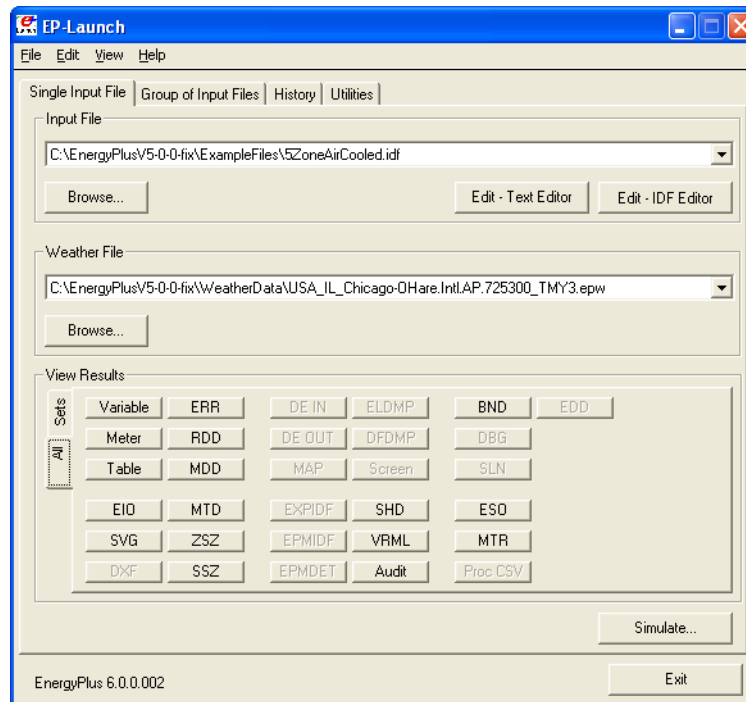 EP-Launch
File Edit View Help
Single Input File Group of Input Files History Utilities
Input File
C:\EnergyPlusV5-0-0-fix\ExampleFiles\5ZoneAirCooled.idf
Browse... Edit - Text Editor Edit - IDF Editor
Weather File
C:\EnergyPlusV5-0-0-fix\WeatherData\USA_IL_Chicago-OHare.Intl.AP.725300_TMY3.epw
Browse...
View Results
Sets
All
Variable ERR DE IN ELDMP BND EDD
Meter RDD DE OUT DFDMP DBG
Table MDD MAP Screen SLN
EIO MTD EXPIDF SHD ESO
SVG ZSZ EPMIDF VRML MTR
DXF SSZ EPMDET Audit Proc CSV
Simulate...
EnergyPlus 6.0.0.002 Exit